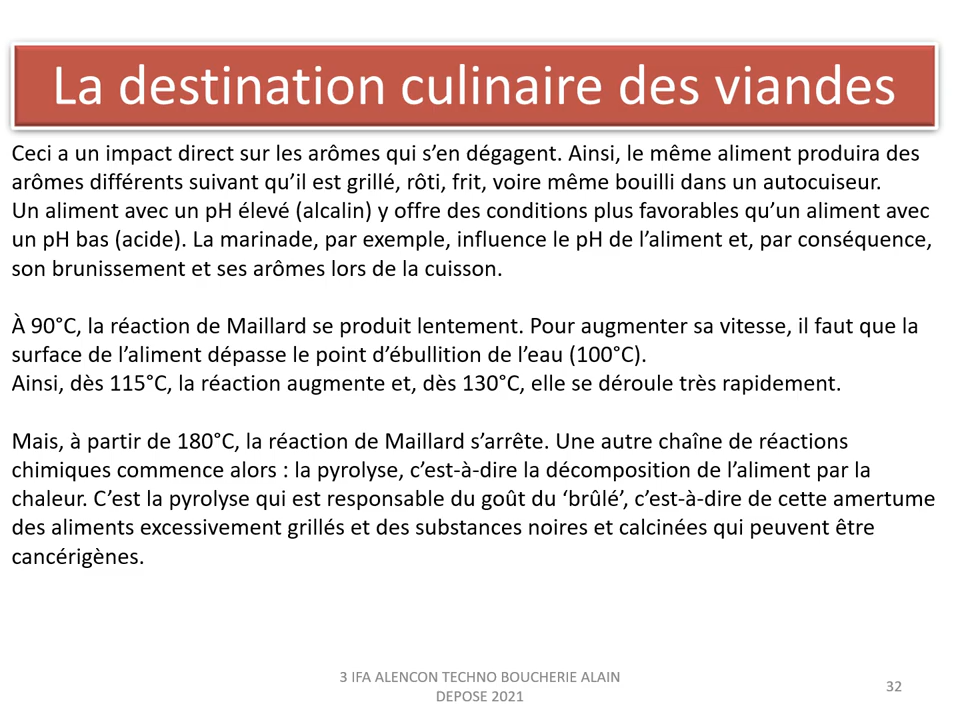 La destination culinaire des viandes
Ceci a un impact direct sur les arômes qui s’en dégagent. Ainsi, le même aliment produira des
arômes différents suivant qu’il est grillé, rôti, frit, voire même bouilli dans un autocuiseur.
Un aliment avec un pH élevé (alcalin) y offre des conditions plus favorables qu’un aliment avec
un pH bas (acide). La marinade, par exemple, influence le pH de l’aliment et, par conséquence,
son brunissement et ses arômes lors de la cuisson.
À 90°C, la réaction de Maillard se produit lentement. Pour augmenter sa vitesse, il faut que la
surface de l’aliment dépasse le point d’ébullition de l’eau (100°C).
Ainsi, dès 115°C, la réaction augmente et, dès 130°C, elle se déroule très rapidement.
Mais, à partir de 180°C, la réaction de Maillard s’arrête. Une autre chaîne de réactions
chimiques commence alors : la pyrolyse, c’est-à-dire la décomposition de l’aliment par la
chaleur. C’est la pyrolyse qui est responsable du goût du ‘brûlé’, c’est-à-dire de cette amertume
des aliments excessivement grillés et des substances noires et calcinées qui peuvent être
cancérigènes.
3 IFA ALENCON TECHNO BOUCHERIE ALAIN
DEPOSE 2021
32